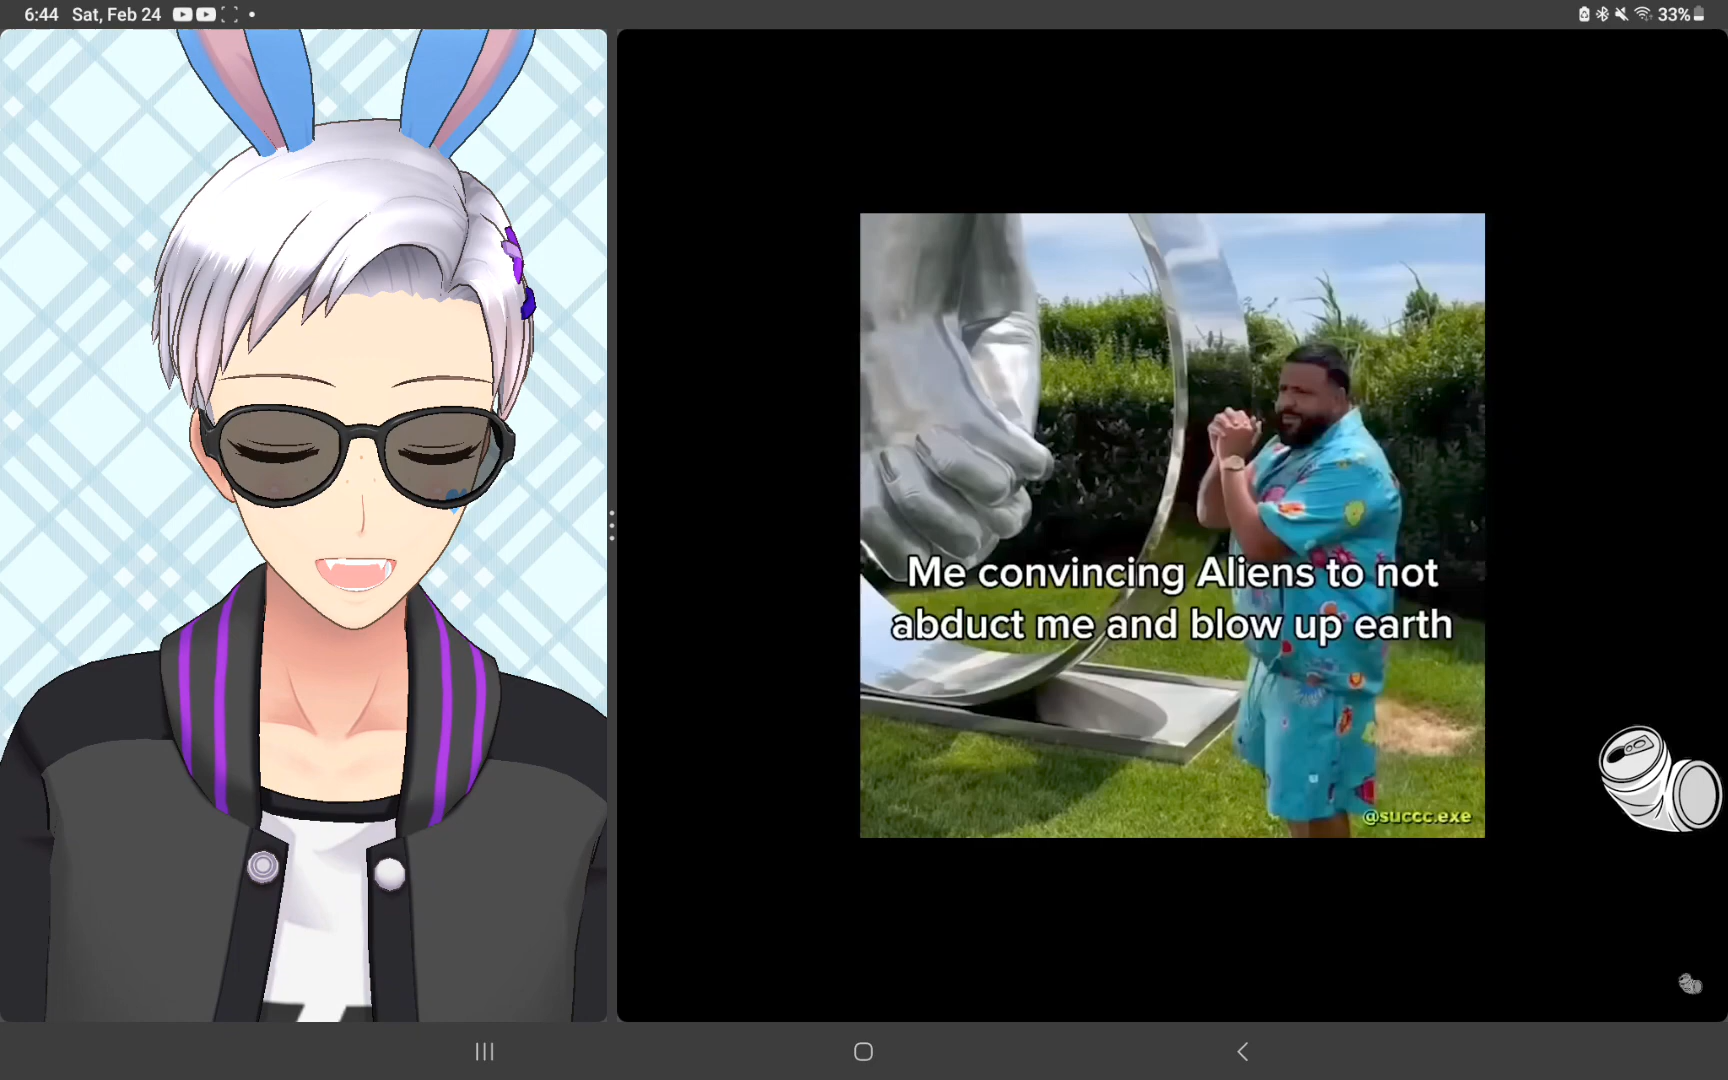 6:44 Sat, Feb 24
33%
Me convincing Aliens to not
abduct me and blow up earth
@succc.exe